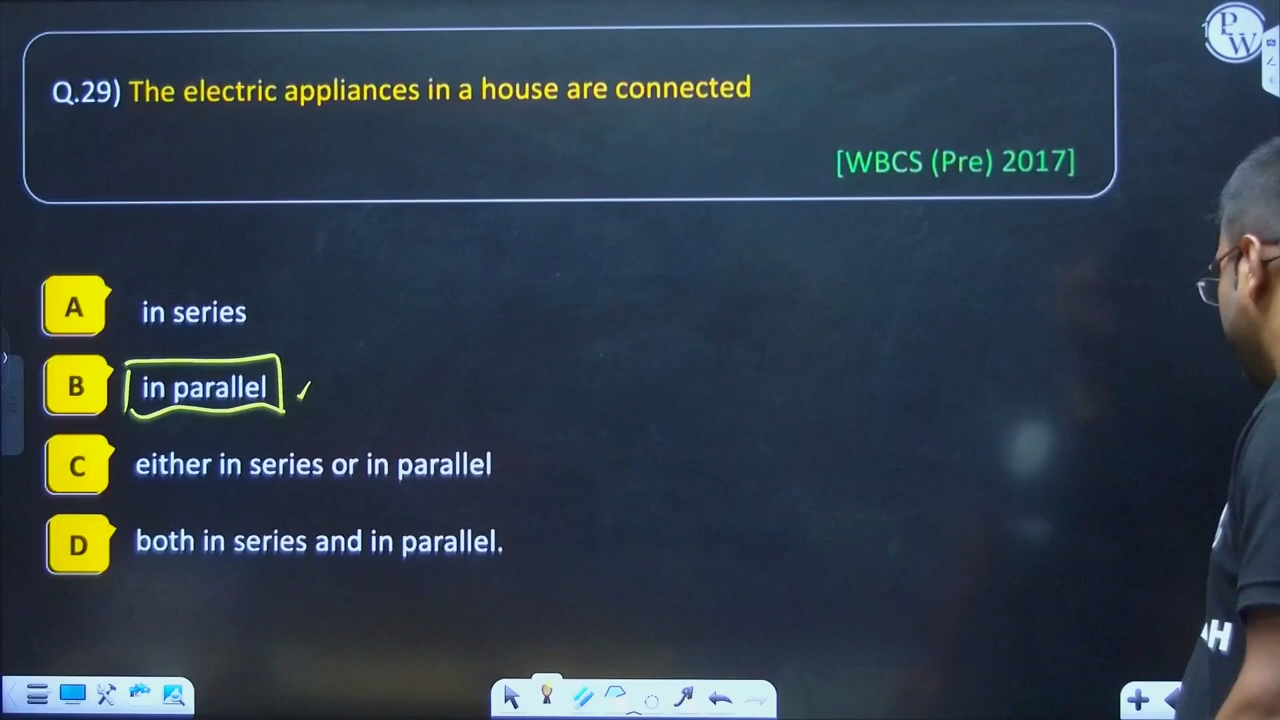 PW
Q.29) The electric appliances in a house are connected
[WBCS (Pre) 2017]
A in series
B in parallel
C either in series or in parallel
D both in series and in parallel.
H